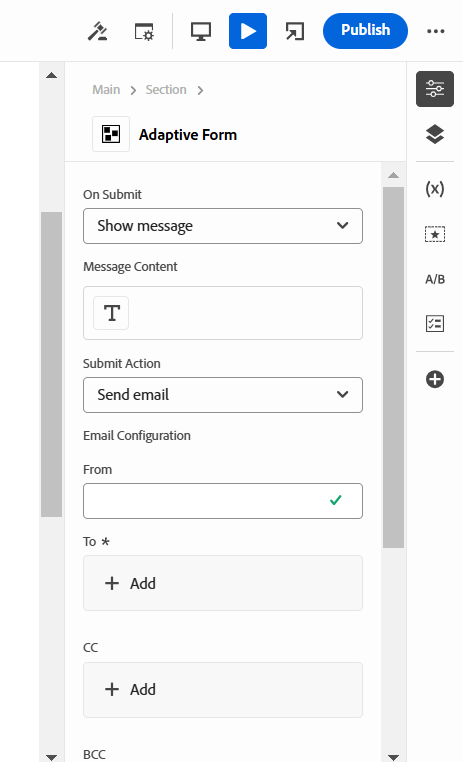 Publish
Main > Section >
Adaptive Form
On Submit
Show message
Message Content
T
Submit Action
Send email
Email Configuration
From
To *
+ Add
CC
+ Add
BCC
(x)
A/B